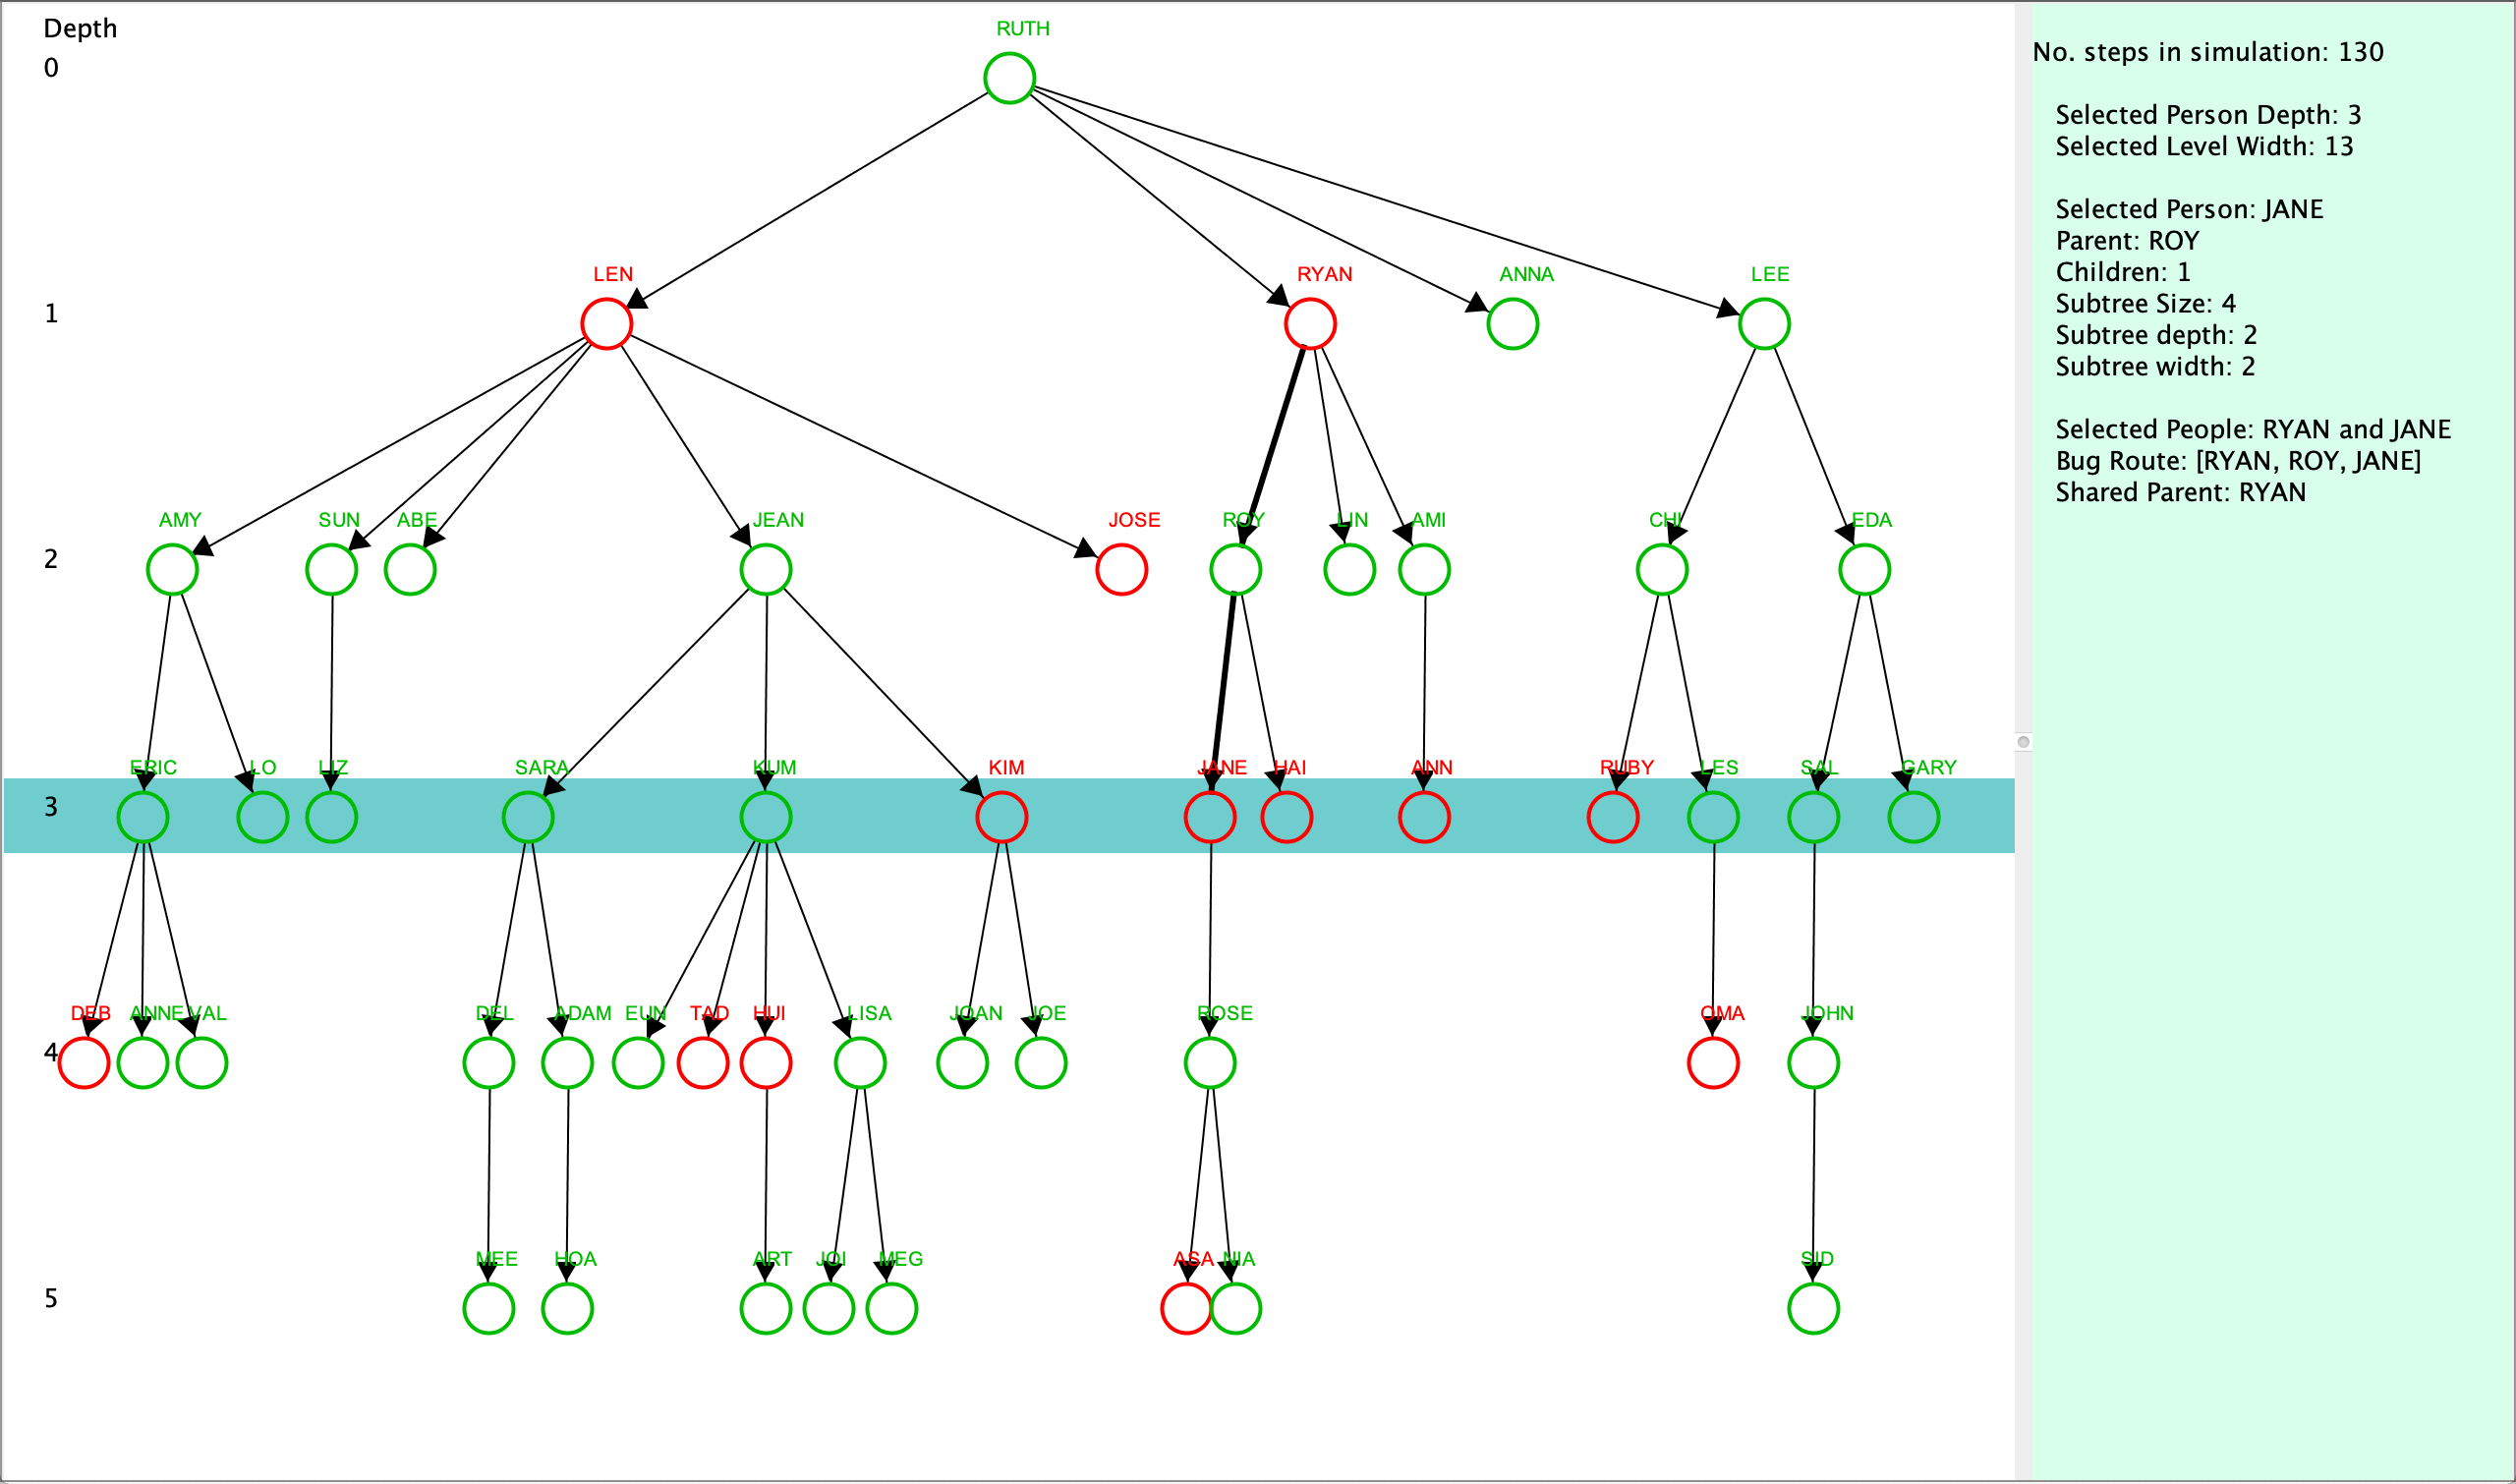 Depth
RUTH
0
LEN RYAN ANNA LEE
1
AMY SUN ABE JEAN JOSE ROY LIN AMI CHI EDA
2
ERIC LO LIZ SARA KUM KIM JANE HAI ANN RUBY LES SAL GARY
3
DEB ANNE VAL DEL ADAM EUN TAD HUI LISA JOAN JOE ROSE OMA JOHN
4
MEE HOA ART JOI MEG ASA NIA SID
5
No. steps in simulation: 130
Selected Person Depth: 3
Selected Level Width: 13
Selected Person: JANE
Parent: ROY
Children: 1
Subtree Size: 4
Subtree depth: 2
Subtree width: 2
Selected People: RYAN and JANE
Bug Route: [RYAN, ROY, JANE]
Shared Parent: RYAN